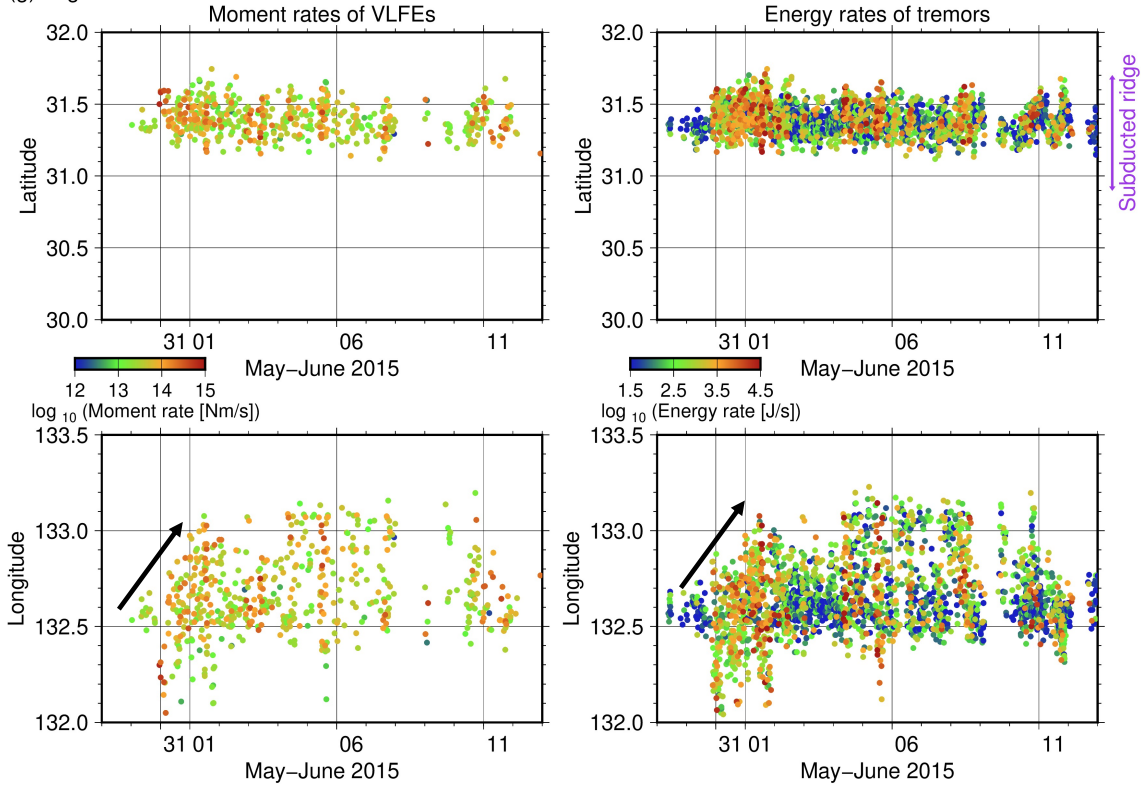 Moment rates of VLFEs
Energy rates of tremors
32.0
31.5
31.0
30.5
30.0
Latitude
31 01 06 11
May−June 2015
32.0
31.5
31.0
30.5
30.0
Latitude
31 01 06 11
May−June 2015
Subducted ridge
12 13 14 15
log 10 (Moment rate [Nm/s])
1.5 2.5 3.5 4.5
log 10 (Energy rate [J/s])
133.5
133.0
132.5
132.0
Longitude
31 01 06 11
May−June 2015
133.5
133.0
132.5
132.0
Longitude
31 01 06 11
May−June 2015